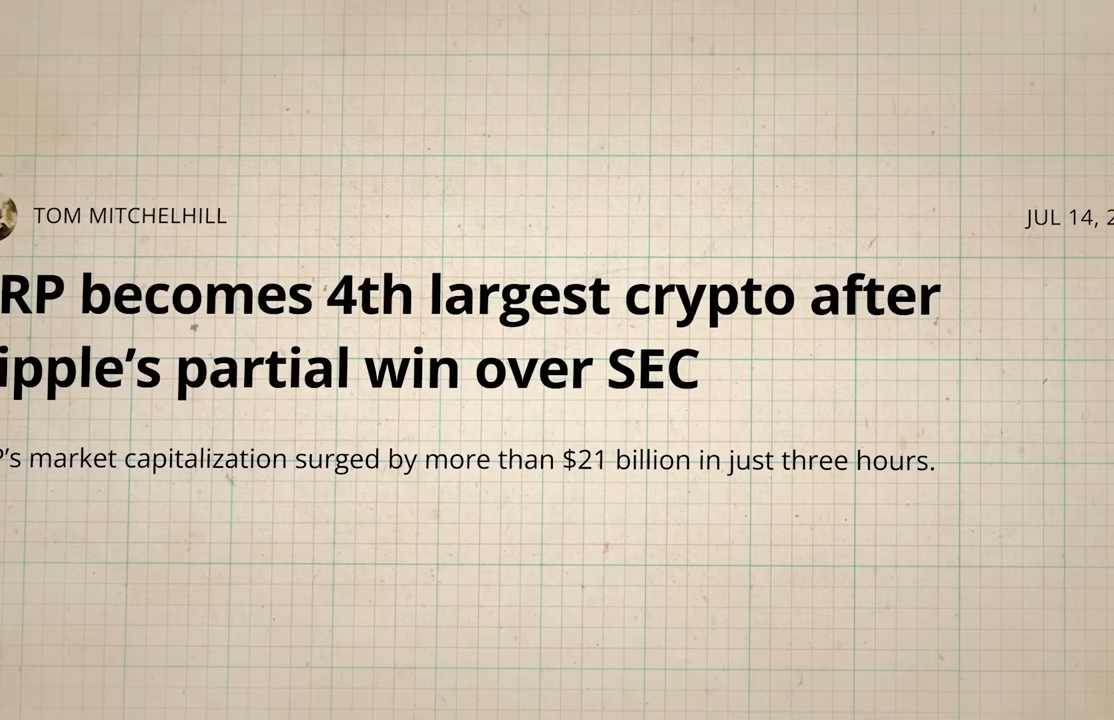 TOM MITCHELHILL
JUL 14, 2
RP becomes 4th largest crypto after
ipple’s partial win over SEC
P’s market capitalization surged by more than $21 billion in just three hours.